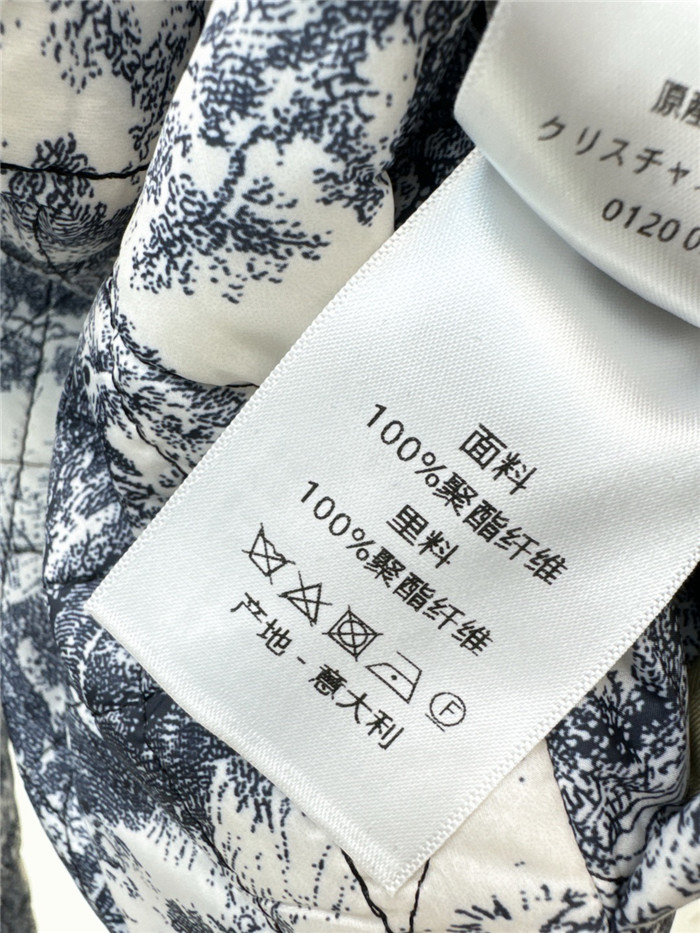 原産
クリスチャ
0120 0
面料
100%聚酯纤维
里料
100%聚酯纤维
F
产地 - 意大利